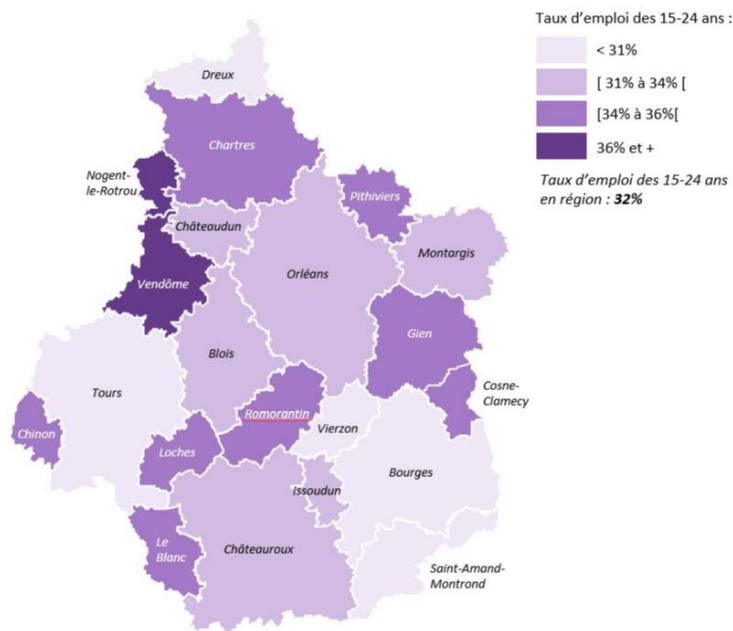 Taux d'emploi des 15-24 ans :
< 31%
[ 31% à 34% [
[34% à 36%[
36% et +
Taux d'emploi des 15-24 ans
en région : 32%
Dreux
Chartres
Nogent-
le-Rotrou
Pithiviers
Châteaudun
Montargis
Orléans
Vendôme
Gien
Blois
Cosne-
Clamecy
Tours
Romorantin
Vierzon
Chinon
Loches
Bourges
Issoudun
Le
Blanc
Châteauroux
Saint-Amand-
Montrond